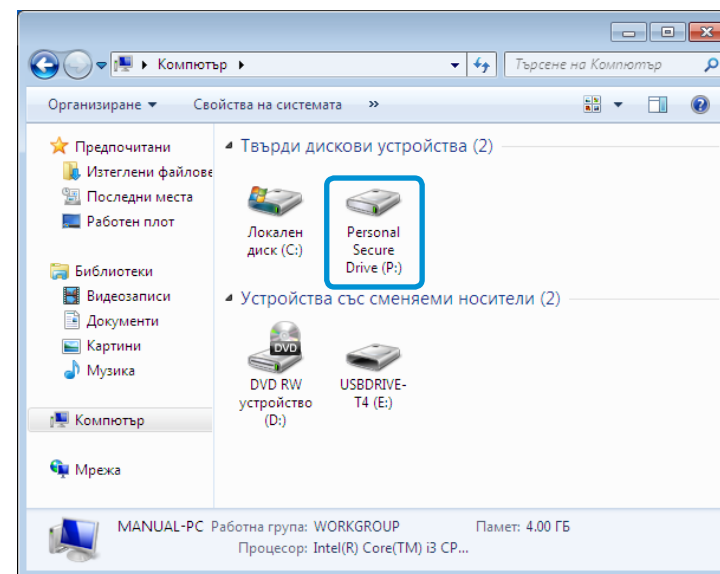 Компютър
Търсене на Компютър
Организиране Свойства на системата »
Предпочитани
Изтеглени файлове
Последни места
Работен плот
Библиотеки
Видеозаписи
Документи
Картини
Музика
Компютър
Мрежа
Твърди дискови устройства (2)
Локален
диск (C:)
Personal
Secure
Drive (P:)
Устройства със сменяеми носители (2)
DVD
DVD RW
устройство
(D:)
USBDRIVE-
T4 (E:)
MANUAL-PC Работна група: WORKGROUP Памет: 4.00 ГБ
Процесор: Intel(R) Core(TM) i3 CP...